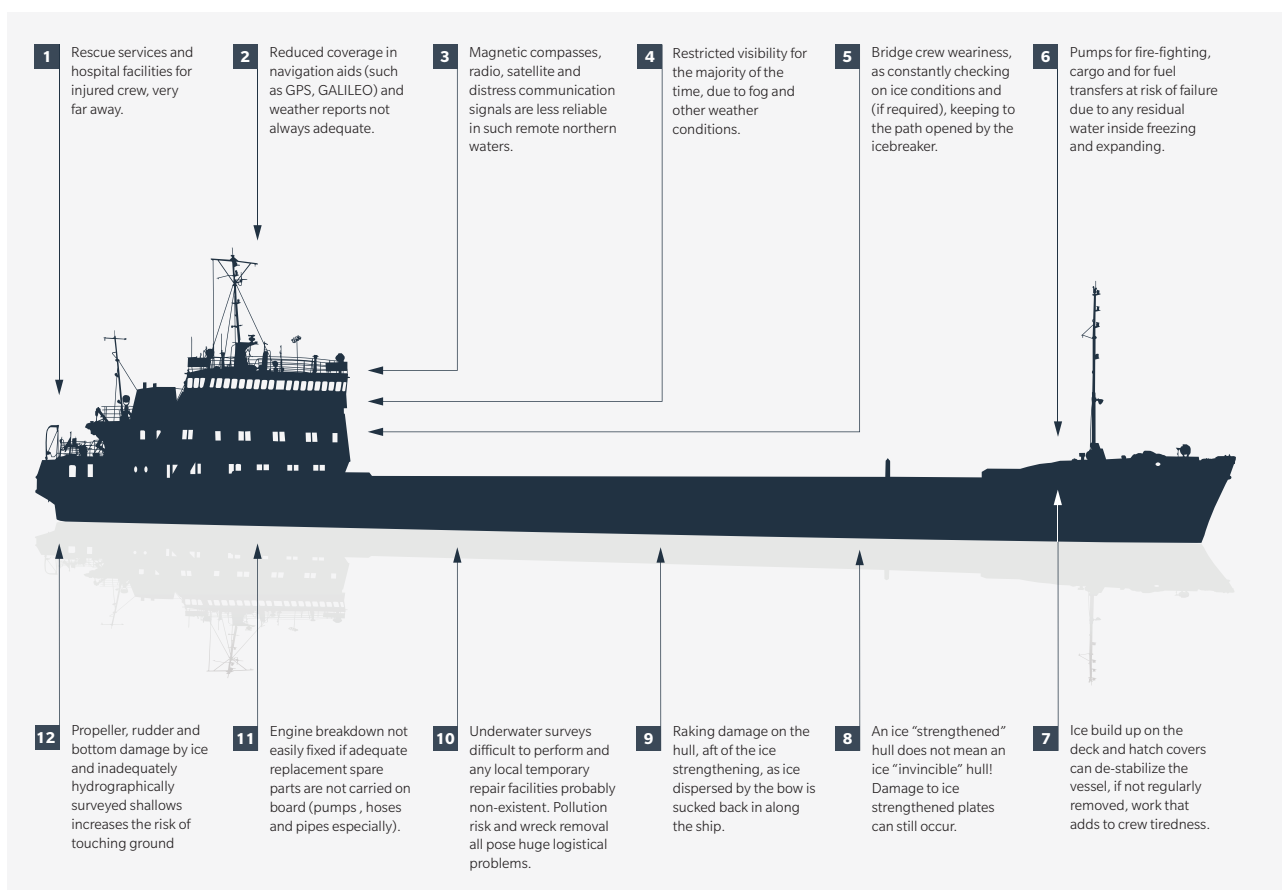 1
Rescue services and
hospital facilities for
injured crew, very
far away.
2
Reduced coverage in
navigation aids (such
as GPS, GALILEO) and
weather reports not
always adequate.
3
Magnetic compasses,
radio, satellite and
distress communication
signals are less reliable
in such remote northern
waters.
4
Restricted visibility for
the majority of the
time, due to fog and
other weather
conditions.
5
Bridge crew weariness,
as constantly checking
on ice conditions and
(if required), keeping to
the path opened by the
icebreaker.
6
Pumps for fire-fighting,
cargo and for fuel
transfers at risk of failure
due to any residual
water inside freezing
and expanding.
12
Propeller, rudder and
bottom damage by ice
and inadequately
hydrographically
surveyed shallows
increases the risk of
touching ground
11
Engine breakdown not
easily fixed if adequate
replacement spare
parts are not carried on
board (pumps , hoses
and pipes especially).
10
Underwater surveys
difficult to perform and
any local temporary
repair facilities probably
non-existent. Pollution
risk and wreck removal
all pose huge logistical
problems.
9
Raking damage on the
hull, aft of the ice
strengthening, as ice
dispersed by the bow is
sucked back in along
the ship.
8
An ice “strengthened”
hull does not mean an
ice “invincible” hull!
Damage to ice
strengthened plates
can still occur.
7
Ice build up on the
deck and hatch covers
can de-stabilize the
vessel, if not regularly
removed, work that
adds to crew tiredness.